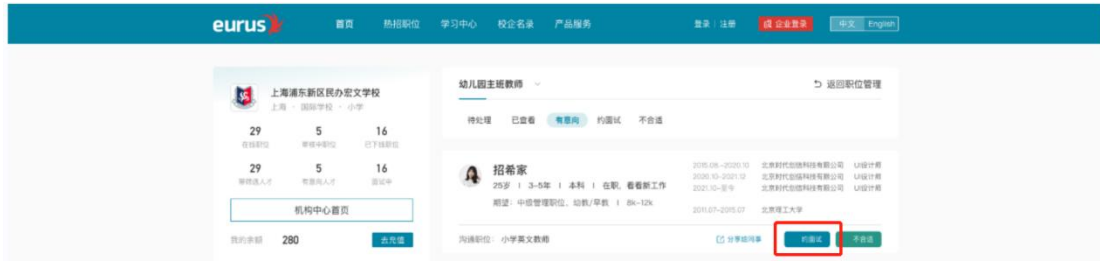 eurus 首页 热招职位 学习中心 校企名录 产品服务 登录 | 注册 企业登录 中文 English
上海浦东新区民办宏文学校
上海 · 国际学校 · 小学
29 5 16
在线职位 审核中职位 已下线职位
29 5 16
待筛选人才 有意向人才 面试中
机构中心首页
我的余额 280 去充值
幼儿园主班教师 返回职位管理
待处理 已查看 有意向 约面试 不合适
招希家
25岁 | 3-5年 | 本科 | 在职，看看新工作
期望：中级管理职位，幼教/早教 | 8k-12k
2015.08-2020.10 北京时代创信科技有限公司 UI设计师
2020.10-2021.12 北京时代创信科技有限公司 UI设计师
2021.10-至今 北京时代创信科技有限公司 UI设计师
2011.07-2015.07 北京理工大学
沟通职位：小学英文教师 分享给同事 约面试 不合适